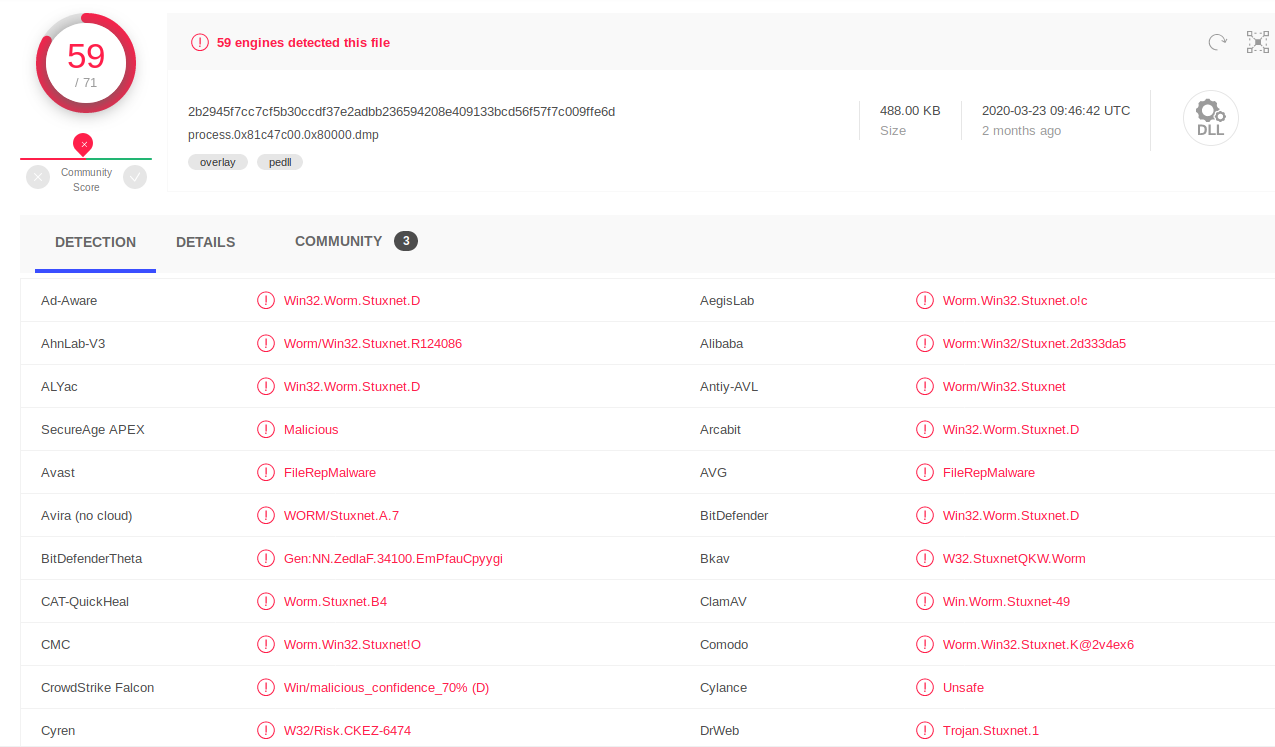 59
/ 71
Community
Score
59 engines detected this file
2b2945f7cc7cf5b30ccdf37e2adbb236594208e409133bcd56f57f7c009ffe6d
process.0x81c47c00.0x80000.dmp
overlay pedll
488.00 KB
Size
2020-03-23 09:46:42 UTC
2 months ago
DLL
DETECTION DETAILS COMMUNITY 3
Ad-Aware Win32.Worm.Stuxnet.D AegisLab Worm.Win32.Stuxnet.o!c
AhnLab-V3 Worm/Win32.Stuxnet.R124086 Alibaba Worm:Win32/Stuxnet.2d333da5
ALYac Win32.Worm.Stuxnet.D Antiy-AVL Worm/Win32.Stuxnet
SecureAge APEX Malicious Arcabit Win32.Worm.Stuxnet.D
Avast FileRepMalware AVG FileRepMalware
Avira (no cloud) WORM/Stuxnet.A.7 BitDefender Win32.Worm.Stuxnet.D
BitDefenderTheta Gen:NN.ZedlaF.34100.EmPfauCpyygi Bkav W32.StuxnetQKW.Worm
CAT-QuickHeal Worm.Stuxnet.B4 ClamAV Win.Worm.Stuxnet-49
CMC Worm.Win32.Stuxnet!O Comodo Worm.Win32.Stuxnet.K@2v4ex6
CrowdStrike Falcon Win/malicious_confidence_70% (D) Cylance Unsafe
Cyren W32/Risk.CKEZ-6474 DrWeb Trojan.Stuxnet.1